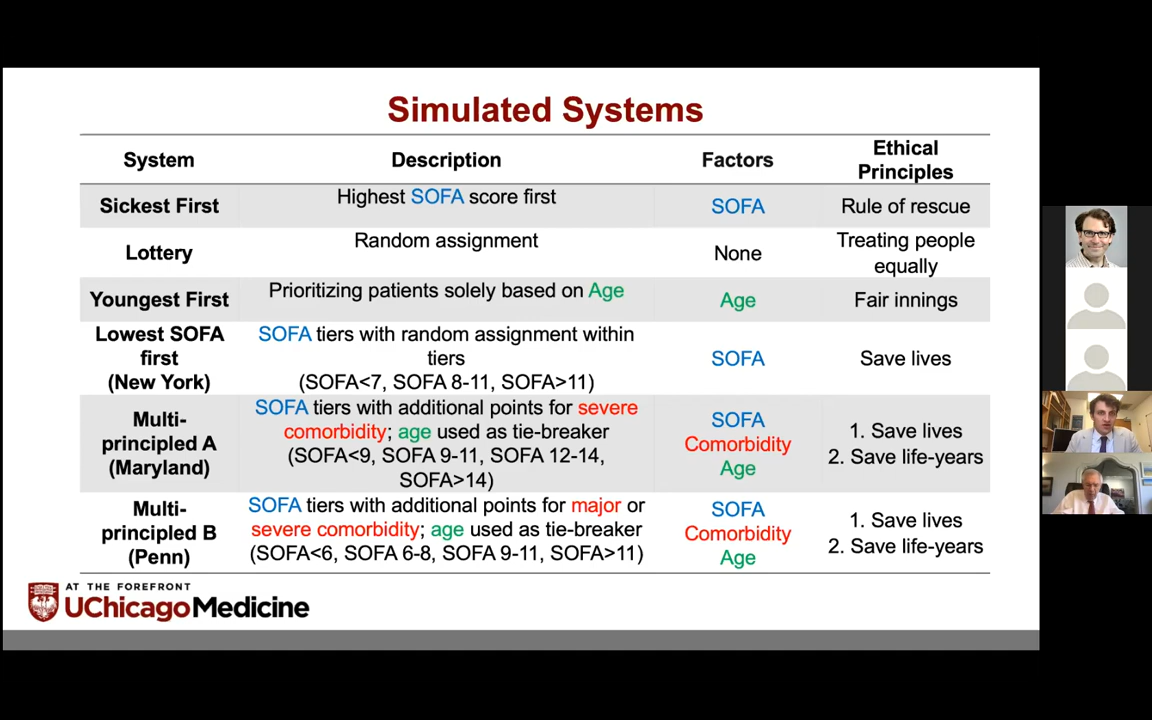 Simulated Systems
System
Description
Factors
Ethical
Principles
Sickest First
Highest SOFA score first
SOFA
Rule of rescue
Lottery
Random assignment
None
Treating people
equally
Youngest First
Prioritizing patients solely based on Age
Age
Fair innings
Lowest SOFA
first
(New York)
SOFA tiers with random assignment within
tiers
(SOFA<7, SOFA 8-11, SOFA>11)
SOFA
Save lives
Multi-
principled A
(Maryland)
SOFA tiers with additional points for severe
comorbidity; age used as tie-breaker
(SOFA<9, SOFA 9-11, SOFA 12-14,
SOFA>14)
SOFA
Comorbidity
Age
1. Save lives
2. Save life-years
Multi-
principled B
(Penn)
SOFA tiers with additional points for major or
severe comorbidity; age used as tie-breaker
(SOFA<6, SOFA 6-8, SOFA 9-11, SOFA>11)
SOFA
Comorbidity
Age
1. Save lives
2. Save life-years
AT THE FOREFRONT
UChicagoMedicine